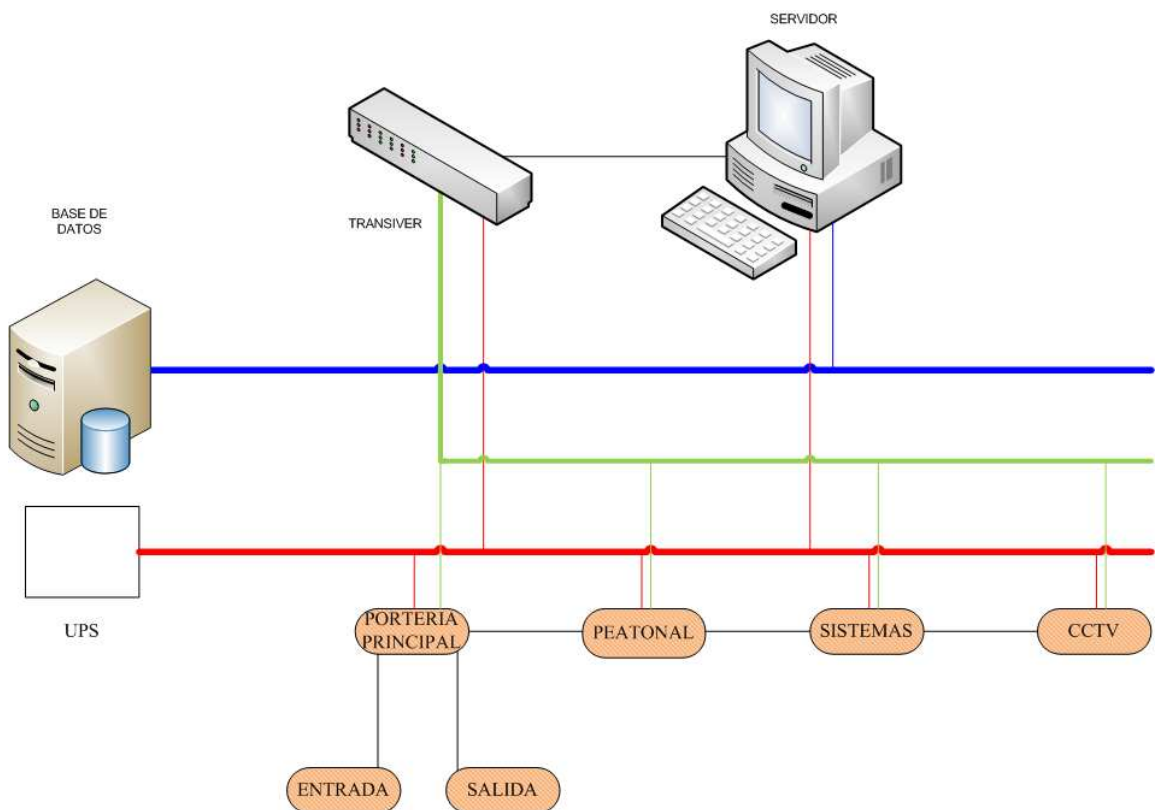 SERVIDOR
BASE DE
DATOS
TRANSIVER
UPS
PORTERIA
PRINCIPAL
PEATONAL
SISTEMAS
CCTV
ENTRADA
SALIDA